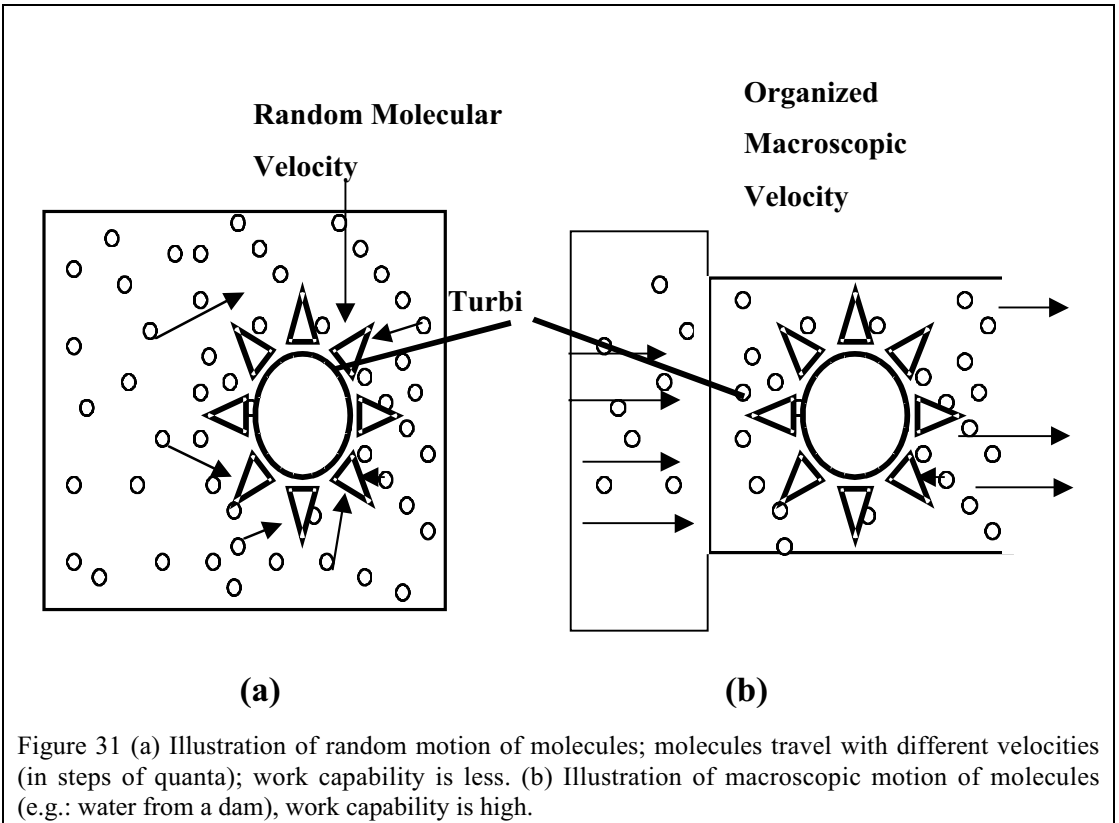 Random Molecular
Velocity
Organized
Macroscopic
Velocity
Turbi
(a)
(b)
Figure 31 (a) Illustration of random motion of molecules; molecules travel with different velocities
(in steps of quanta); work capability is less. (b) Illustration of macroscopic motion of molecules
(e.g.: water from a dam), work capability is high.